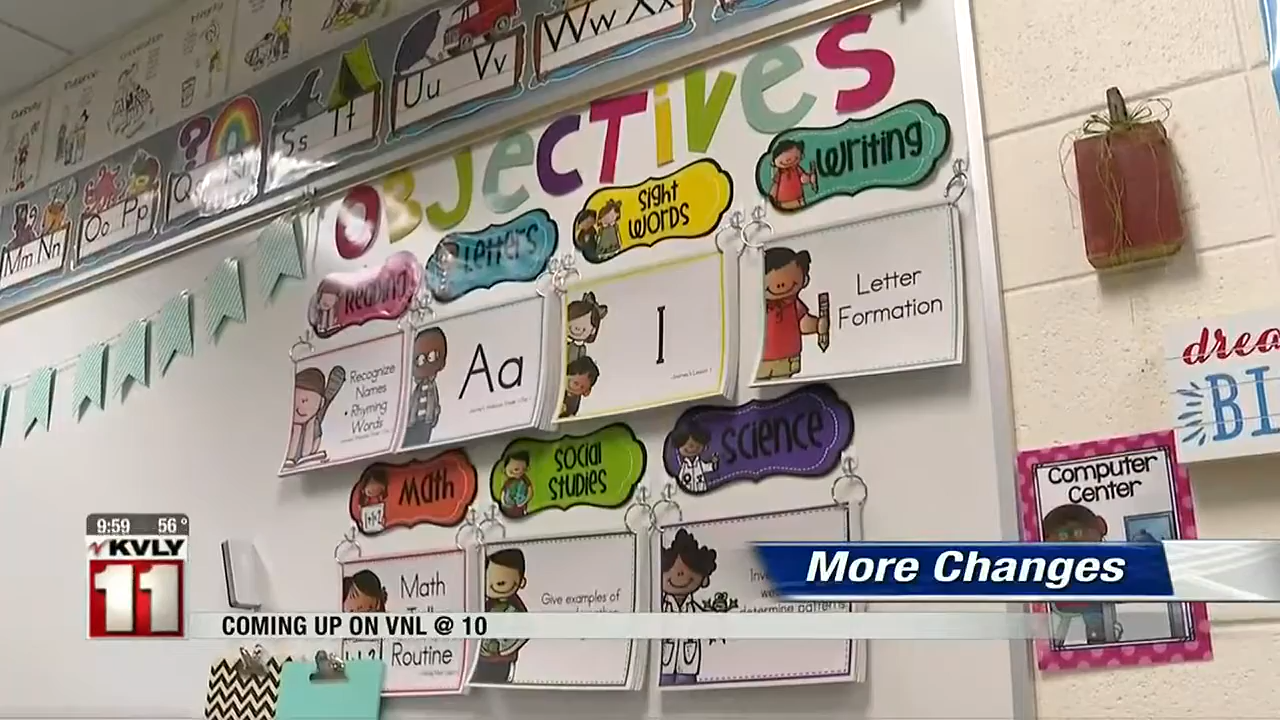 Ww Xx
Uu Vv
Ss Tt
Oo Pp
Mm Nn
OBJECTIVES
Writing
Sight
Words
Letters
Reading
Letter
Formation
I
Aa
Recognize
Names
• Rhyming
Words
Science
Social
Studies
Math
Computer
Center
Math
Routine
Give examples of
determining patterns
9:59 56°
KVLY
11
More Changes
COMING UP ON VNL @ 10